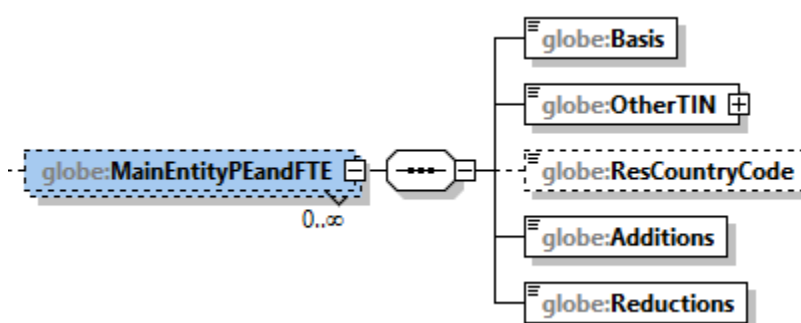 globe:Basis
globe:OtherTIN
globe:MainEntityPEandFTE
globe:ResCountryCode
0..∞
globe:Additions
globe:Reductions